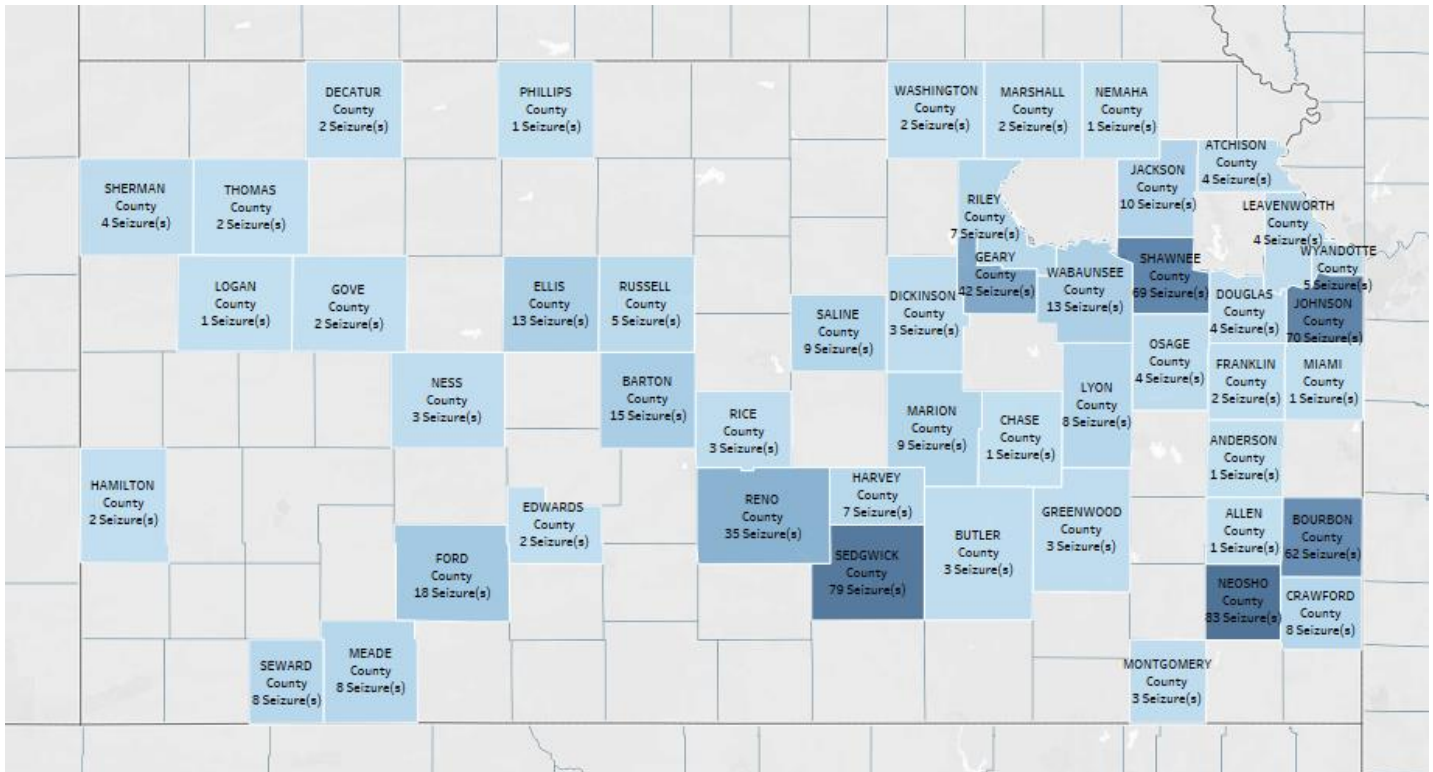 DECATUR
County
2 Seizure(s)
PHILLIPS
County
1 Seizure(s)
WASHINGTON
County
2 Seizure(s)
MARSHALL
County
2 Seizure(s)
NEMAHA
County
1 Seizure(s)
ATCHISON
County
4 Seizure(s)
JACKSON
County
10 Seizure(s)
SHERMAN
County
4 Seizure(s)
THOMAS
County
2 Seizure(s)
RILEY
County
7 Seizure(s)
LEAVENWORTH
County
4 Seizure(s)
WYANDOTTE
County
5 Seizure(s)
LOGAN
County
1 Seizure(s)
GOVE
County
2 Seizure(s)
ELLIS
County
13 Seizure(s)
RUSSELL
County
5 Seizure(s)
GEARY
County
42 Seizure(s)
WABAUNSEE
County
13 Seizure(s)
SHAWNEE
County
69 Seizure(s)
DOUGLAS
County
4 Seizure(s)
JOHNSON
County
70 Seizure(s)
SALINE
County
9 Seizure(s)
DICKINSON
County
3 Seizure(s)
OSAGE
County
4 Seizure(s)
FRANKLIN
County
2 Seizure(s)
MIAMI
County
1 Seizure(s)
NESS
County
3 Seizure(s)
BARTON
County
15 Seizure(s)
RICE
County
3 Seizure(s)
MARION
County
9 Seizure(s)
CHASE
County
1 Seizure(s)
LYON
County
8 Seizure(s)
ANDERSON
County
1 Seizure(s)
HAMILTON
County
2 Seizure(s)
EDWARDS
County
2 Seizure(s)
RENO
County
35 Seizure(s)
HARVEY
County
7 Seizure(s)
BUTLER
County
3 Seizure(s)
GREENWOOD
County
3 Seizure(s)
ALLEN
County
1 Seizure(s)
BOURBON
County
62 Seizure(s)
FORD
County
18 Seizure(s)
SEDGWICK
County
79 Seizure(s)
NEOSHO
County
83 Seizure(s)
CRAWFORD
County
8 Seizure(s)
SEWARD
County
8 Seizure(s)
MEADE
County
8 Seizure(s)
MONTGOMERY
County
3 Seizure(s)